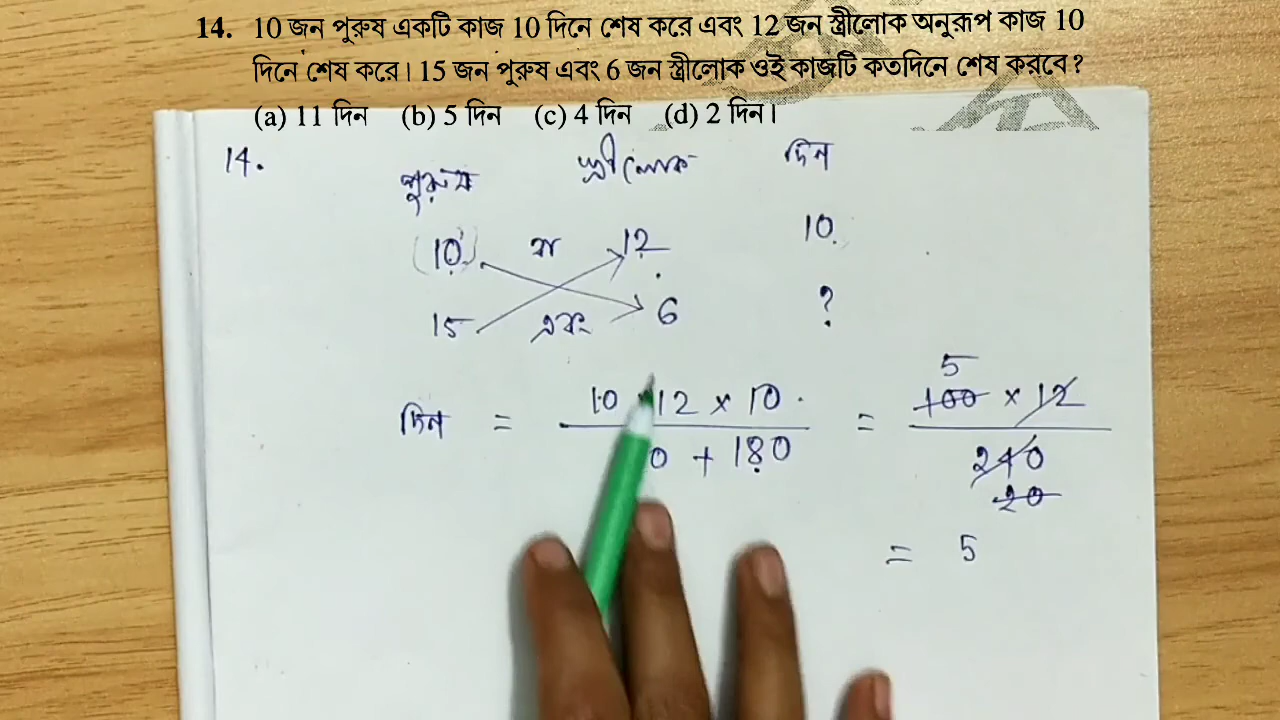 14. 10 জন পুরুষ একটি কাজ 10 দিনে শেষ করে এবং 12 জন স্ত্রীলোক অনুরূপ কাজ 10
দিনে শেষ করে। 15 জন পুরুষ এবং 6 জন স্ত্রীলোক ওই কাজটি কতদিনে শেষ করবে?
(a) 11 দিন (b) 5 দিন (c) 4 দিন (d) 2 দিন।
14.
পুরুষ স্ত্রীলোক দিন
10 বা 12 10
15 এবং 6 ?
5
দিন = 10 12 × 10 = 100 × 12
0 + 180 240
20
= 5